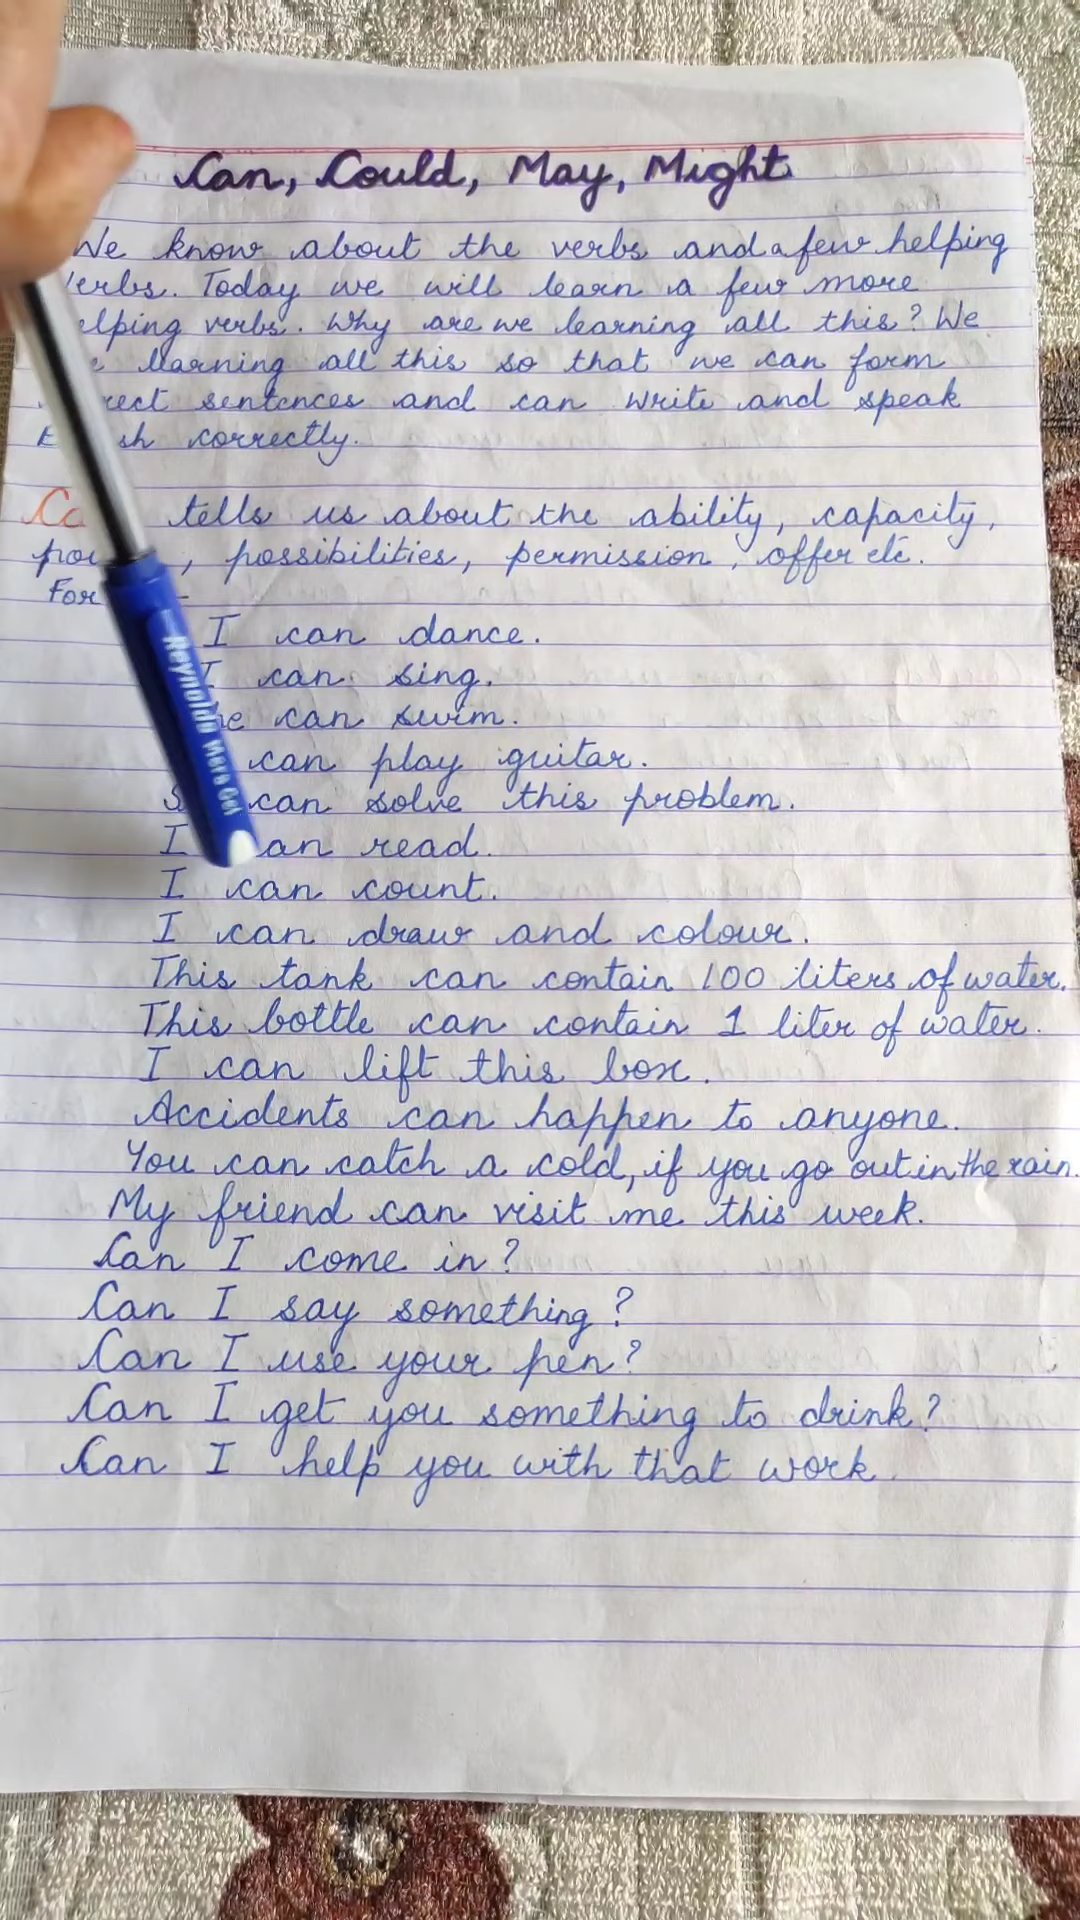 Can, Could, May, Might
We know about the verbs and a few helping
verbs. Today we will learn a few more
elping verbs. Why are we learning all this? We
learning all this so that we can form
rect sentences and can write and speak
sh correctly.
tells us about the ability, capacity,
possibilities, permission, offer etc.
For
I can dance.
I can sing.
he can swim.
can play guitar.
can solve this problem.
I can read.
I can count.
I can draw and colour.
This tank can contain 100 liters of water.
This bottle can contain 1 liter of water.
I can lift this box.
Accidents can happen to anyone.
You can catch a cold, if you go out in the rain.
My friend can visit me this week.
Can I come in?
Can I say something?
Can I use your pen?
Can I get you something to drink?
Can I help you with that work.
Reynolds